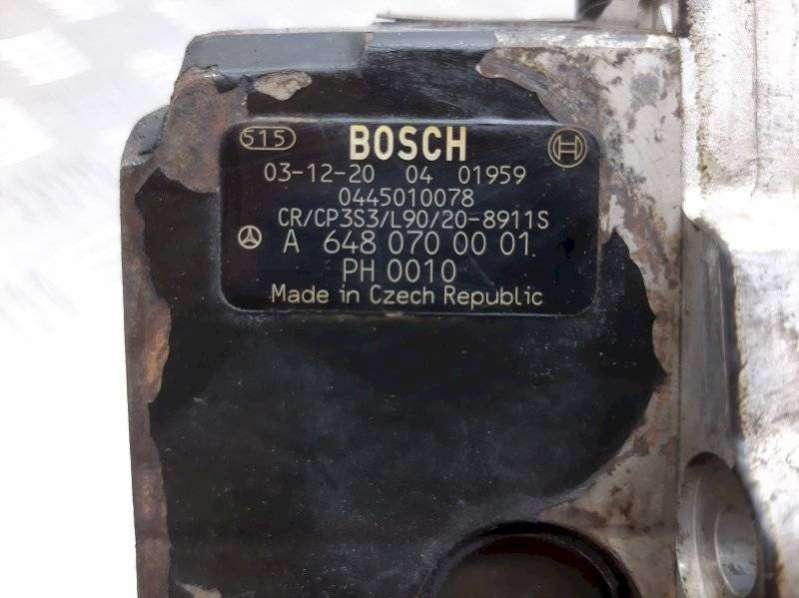 515 BOSCH
03-12-20 04 01959
0445010078
CR/CP3S3/L90/20-8911S
A 648 070 00 01
PH 0010
Made in Czech Republic